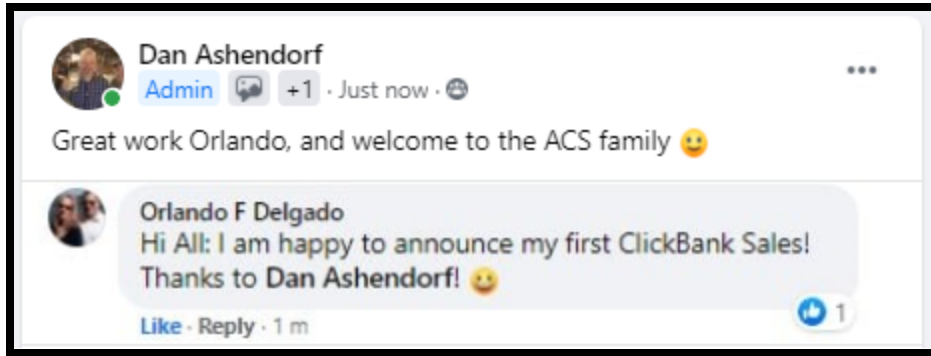 Dan Ashendorf
Admin +1 · Just now ·
Great work Orlando, and welcome to the ACS family 😀
Orlando F Delgado
Hi All: I am happy to announce my first ClickBank Sales!
Thanks to Dan Ashendorf! 😀
1
Like · Reply · 1 m